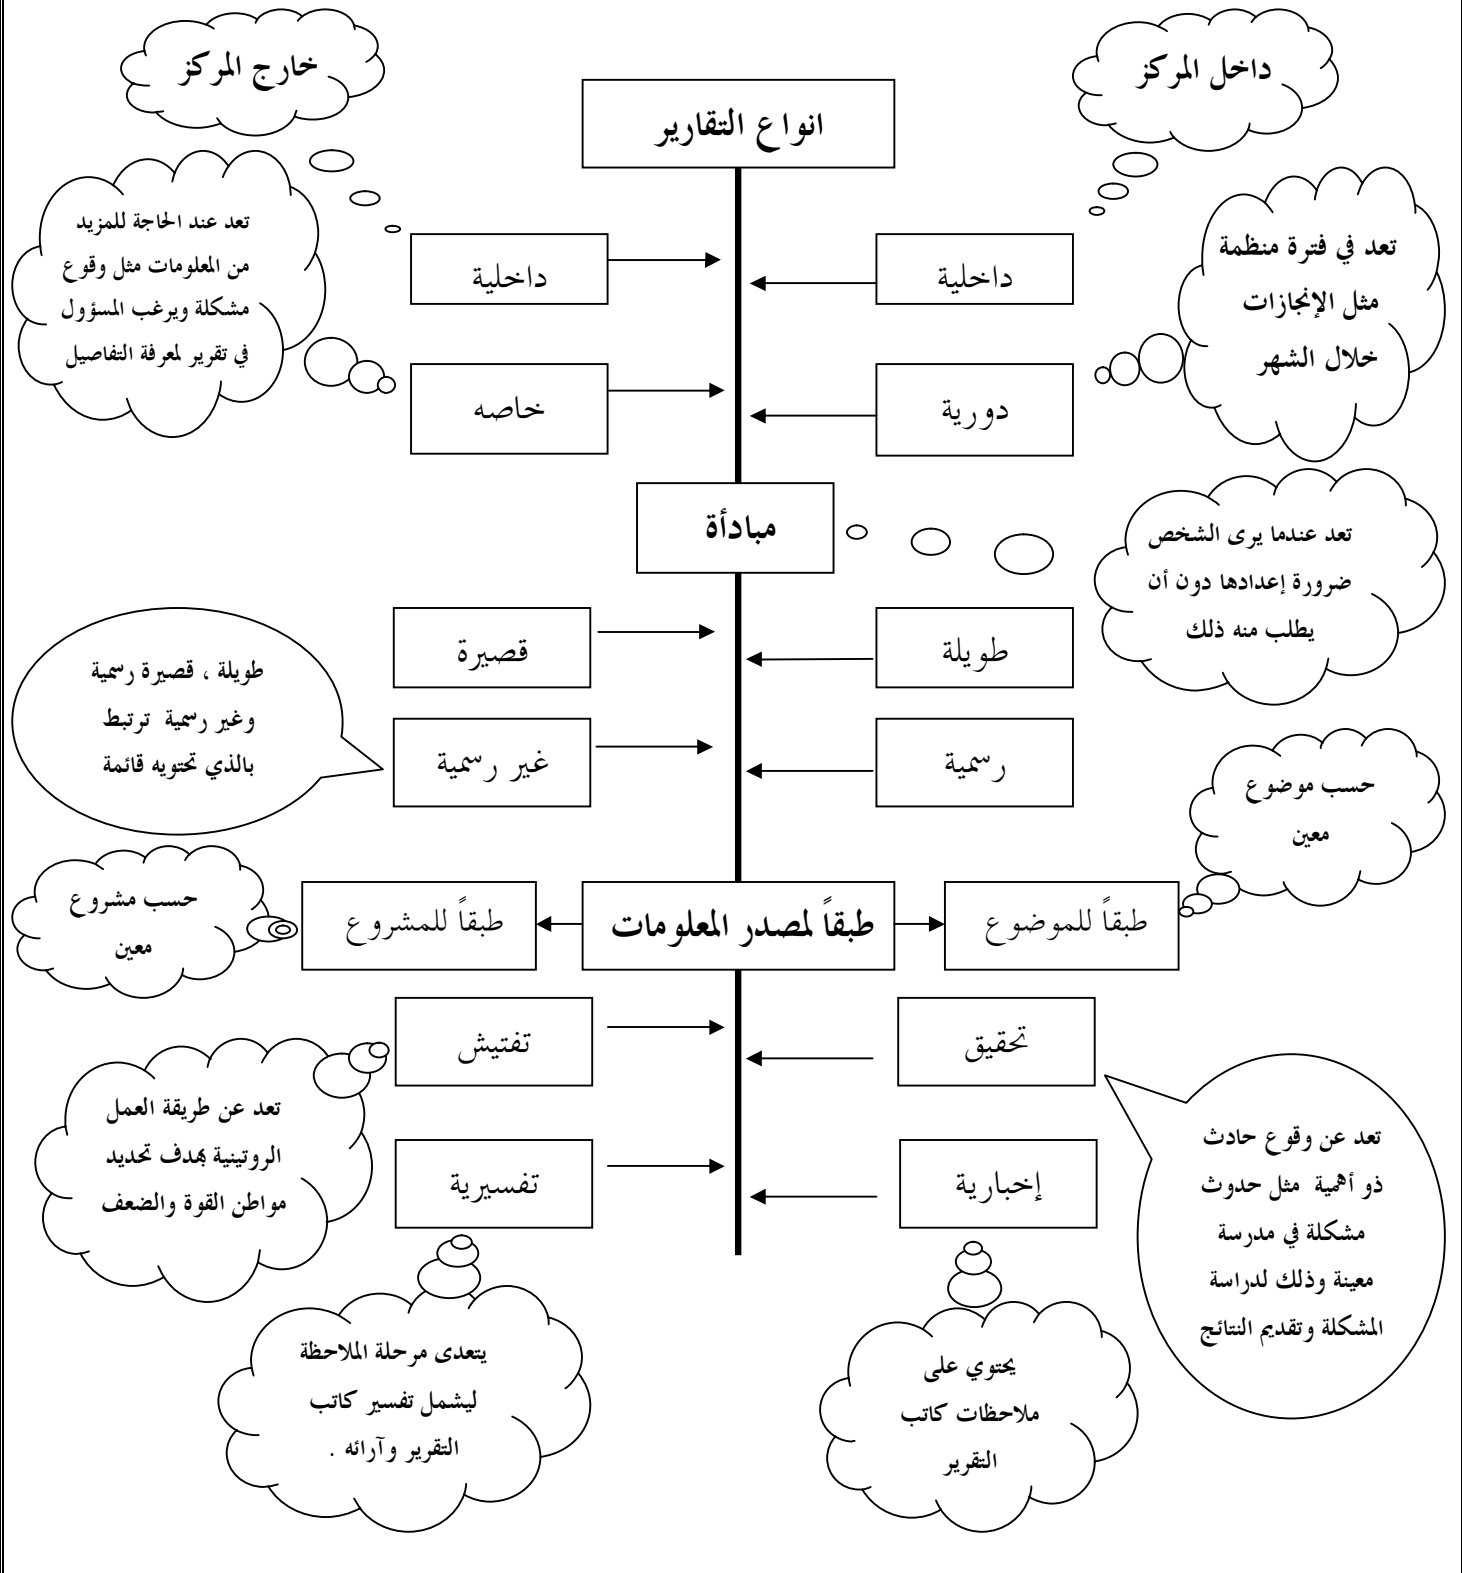 خارج المركز
داخل المركز
انواع التقارير
تعد عند الحاجة للمزيد
من المعلومات مثل وقوع
مشكلة ويرغب المسؤول
في تقرير لمعرفة التفاصيل
تعد في فترة منظمة
مثل الإنجازات
خلال الشهر
داخلية
داخلية
دورية
خاصه
مبادأة
تعد عندما يرى الشخص
ضرورة إعدادها دون أن
يطلب منه ذلك
طويلة
قصيرة
طويلة ، قصيرة رسمية
وغير رسمية ترتبط
بالذي تحتويه قائمة
رسمية
غير رسمية
حسب موضوع
معين
طبقاً للموضوع
طبقاً لمصدر المعلومات
طبقاً للمشروع
حسب مشروع
معين
تحقيق
تفتيش
تعد عن طريقة العمل
الروتينية بهدف تحديد
مواطن القوة والضعف
تعد عن وقوع حادث
ذو أهمية مثل حدوث
مشكلة في مدرسة
معينة وذلك لدراسة
المشكلة وتقديم النتائج
إخبارية
تفسيرية
يحتوي على
ملاحظات كاتب
التقرير
يتعدى مرحلة الملاحظة
ليشمل تفسير كاتب
التقرير وآرائه .